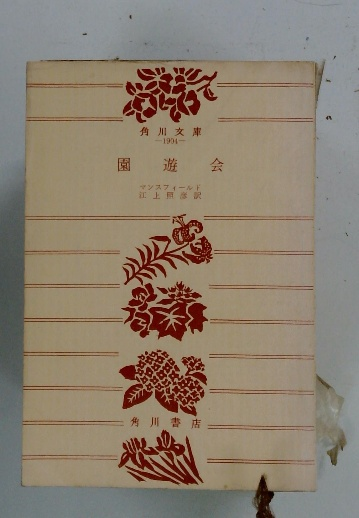 角川文庫
―1994―
園遊会
マンスフィールド
江上照彦訳
角川書店